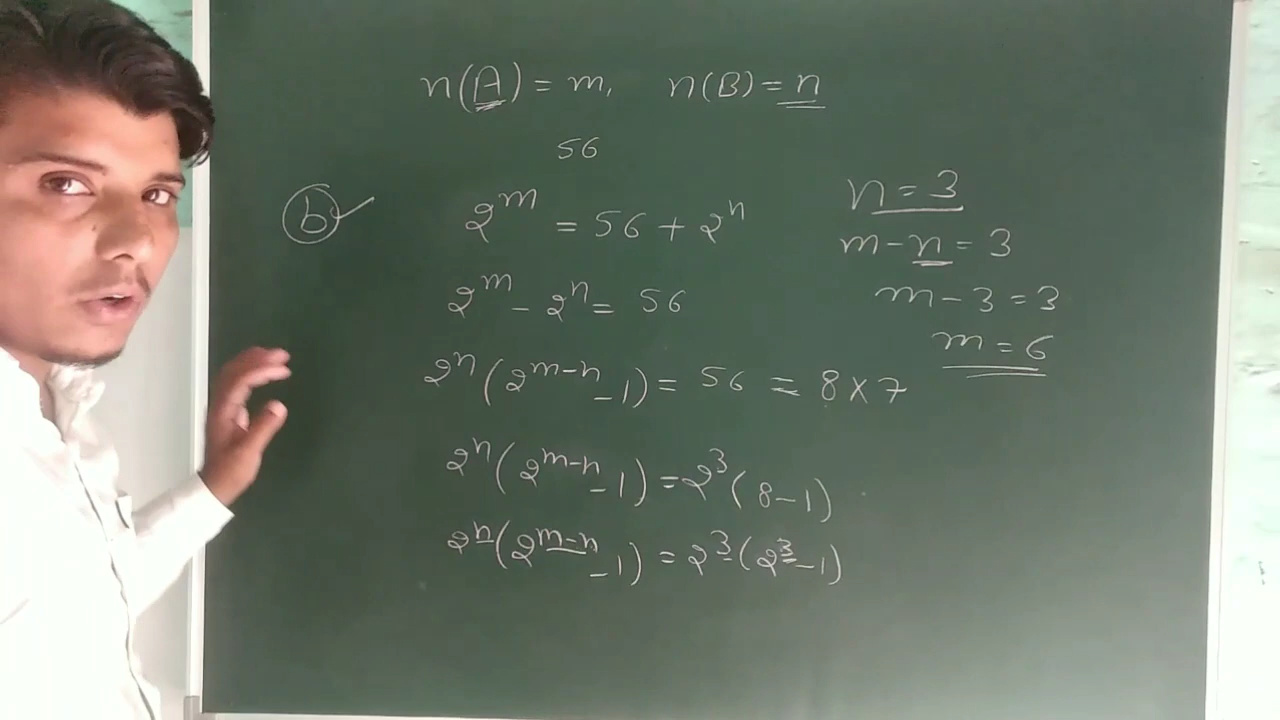 n(A) = m, n(B) = n
56
b ✓
2^m = 56 + 2^n
2^m - 2^n = 56
2^n (2^{m-n} - 1) = 56 = 8 × 7
2^n (2^{m-n} - 1) = 2^3 (8 - 1)
2^n (2^{m-n} - 1) = 2^3 (2^3 - 1)
n = 3
m - n = 3
m - 3 = 3
m = 6